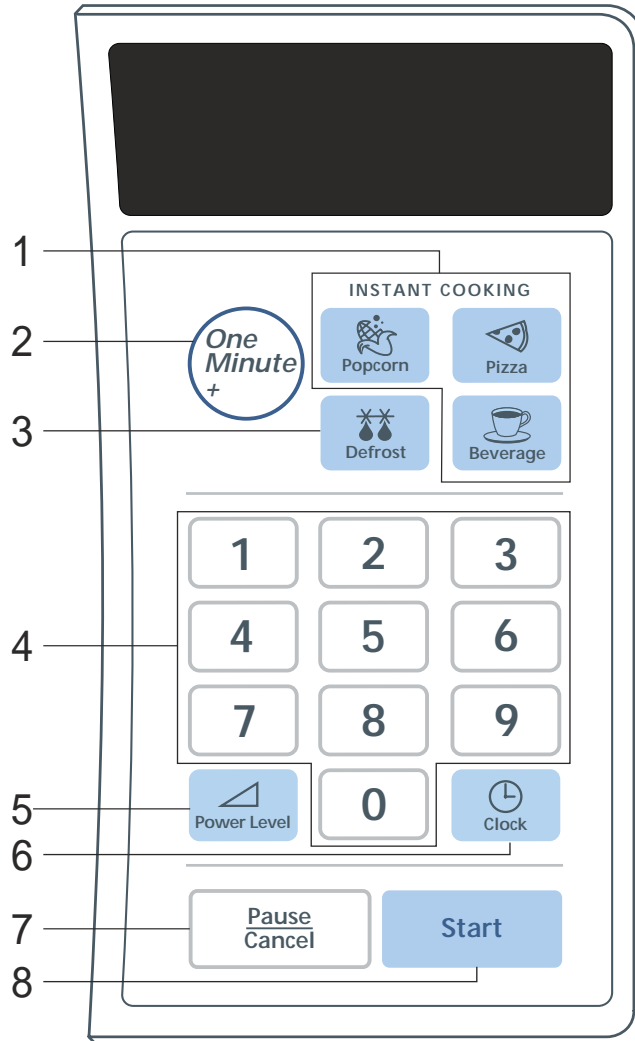 1
INSTANT COOKING
2
One
Minute
+
Popcorn
Pizza
3
Defrost
Beverage
1 2 3
4
4 5 6
7 8 9
5
Power Level
0
Clock
6
7
Pause
Cancel
Start
8